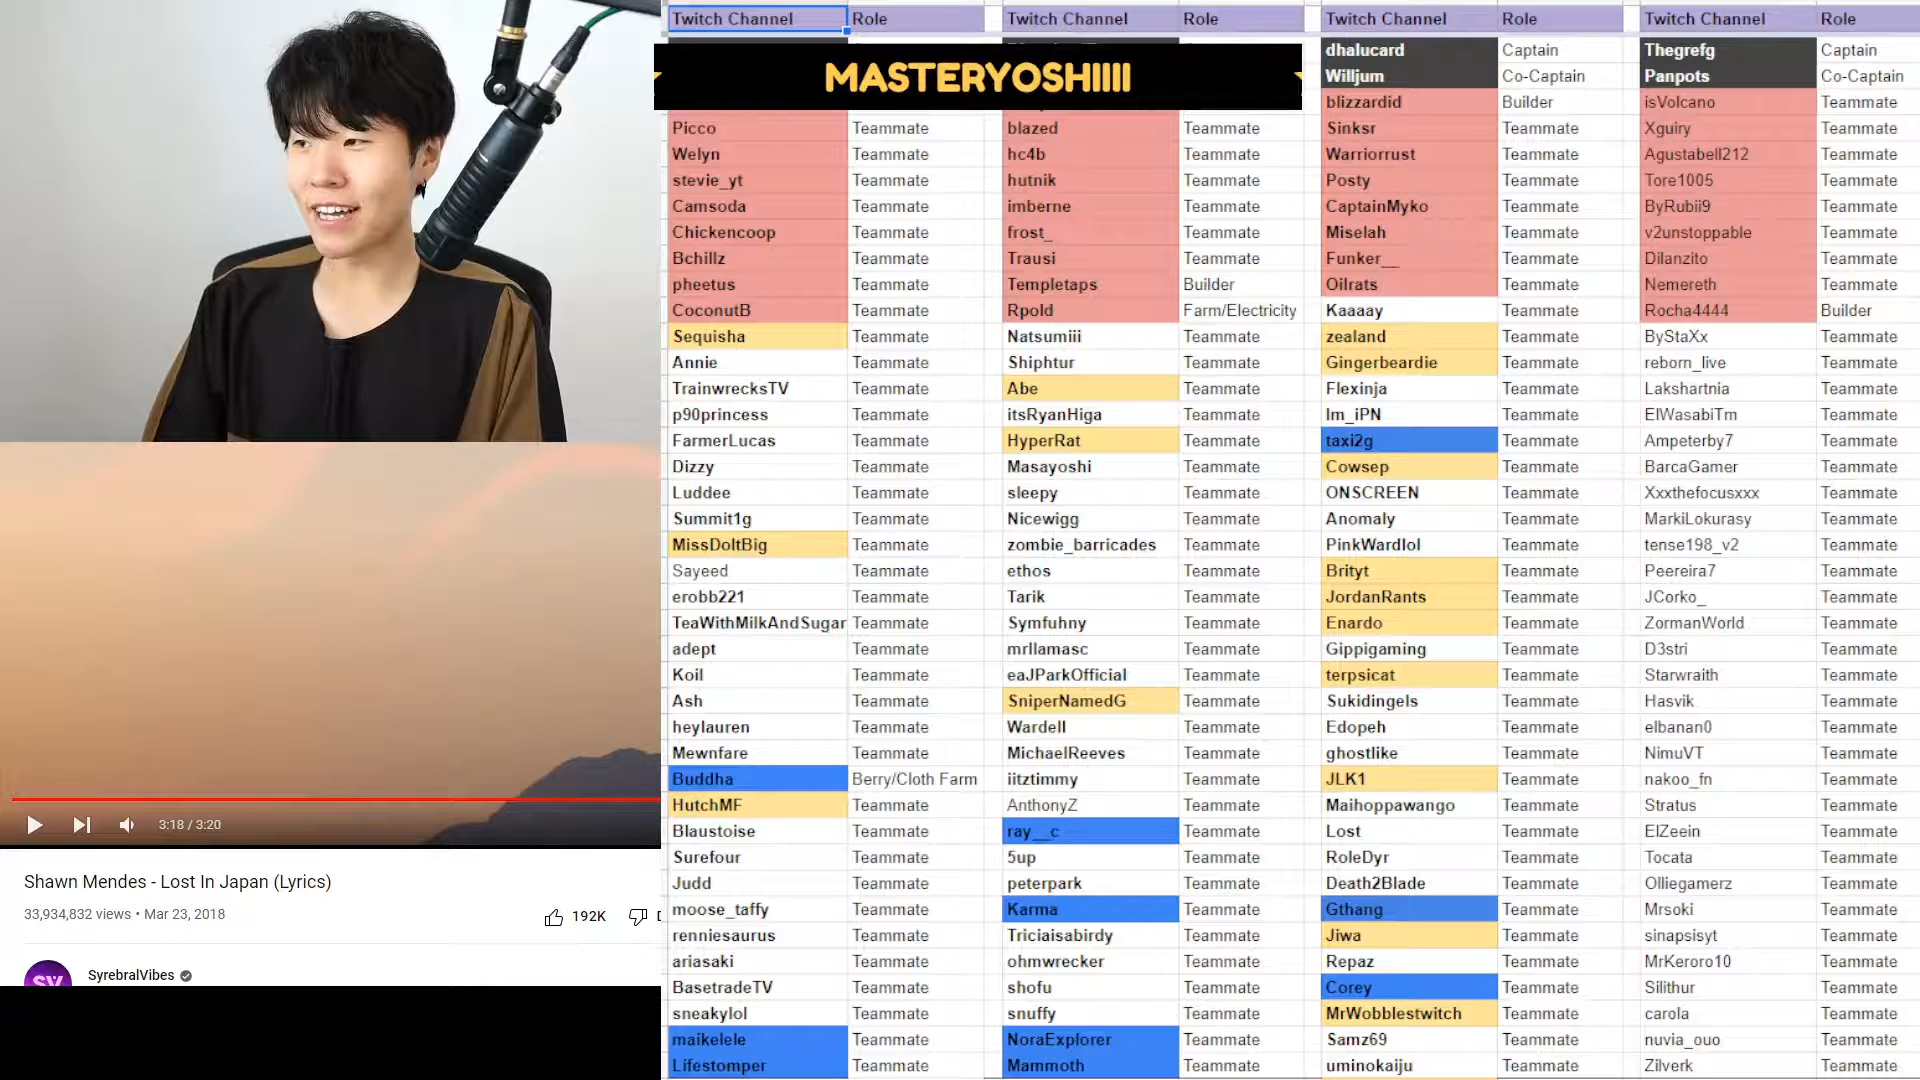 Twitch Channel Role Twitch Channel Role Twitch Channel Role Twitch Channel Role
MASTERYOSHIIII
dhalucard Captain Thegrefg Captain
Willjum Co-Captain Panpots Co-Captain
blizzardid Builder isVolcano Teammate
Picco Teammate blazed Teammate Sinksr Teammate Xguiry Teammate
Welyn Teammate hc4b Teammate Warriorrust Teammate Agustabell212 Teammate
stevie_yt Teammate hutnik Teammate Posty Teammate Tore1005 Teammate
Camsoda Teammate imberne Teammate CaptainMyko Teammate ByRubii9 Teammate
Chickencoop Teammate frost_ Teammate Miselah Teammate v2unstoppable Teammate
Bchillz Teammate Trausi Teammate Funker__ Teammate Dilanzito Teammate
pheetus Teammate Templetaps Builder Oilrats Teammate Nemereth Teammate
CoconutB Teammate Rpold Farm/Electricity Kaaaay Teammate Rocha4444 Builder
Sequisha Teammate Natsumiii Teammate zealand Teammate ByStaXx Teammate
Annie Teammate Shiphtur Teammate Gingerbeardie Teammate reborn_live Teammate
TrainwrecksTV Teammate Abe Teammate Flexinja Teammate Lakshartnia Teammate
p90princess Teammate itsRyanHiga Teammate Im_iPN Teammate ElWasabiTm Teammate
FarmerLucas Teammate HyperRat Teammate taxi2g Teammate Ampeterby7 Teammate
Dizzy Teammate Masayoshi Teammate Cowsep Teammate BarcaGamer Teammate
Luddee Teammate sleepy Teammate ONSCREEN Teammate Xxxthefocusxxx Teammate
Summit1g Teammate Nicewigg Teammate Anomaly Teammate MarkiLokurasy Teammate
MissDoItBig Teammate zombie_barricades Teammate PinkWardlol Teammate tense198_v2 Teammate
Sayeed Teammate ethos Teammate Brityt Teammate Peereira7 Teammate
erobb221 Teammate Tarik Teammate JordanRants Teammate JCorko_ Teammate
TeaWithMilkAndSugar Teammate Symfuhny Teammate Enardo Teammate ZormanWorld Teammate
adept Teammate mrllamasc Teammate Gippigaming Teammate D3stri Teammate
Koil Teammate eaJParkOfficial Teammate terpsicat Teammate Starwraith Teammate
Ash Teammate SniperNamedG Teammate Sukidingels Teammate Hasvik Teammate
heylauren Teammate Wardell Teammate Edopeh Teammate elbanan0 Teammate
Mewnfare Teammate MichaelReeves Teammate ghostlike Teammate NimuVT Teammate
Buddha Berry/Cloth Farm iitztimmy Teammate JLK1 Teammate nakoo_fn Teammate
HutchMF Teammate AnthonyZ Teammate Maihoppawango Teammate Stratus Teammate
Blaustoise Teammate ray__c Teammate Lost Teammate ElZeein Teammate
Surefour Teammate 5up Teammate RoleDyr Teammate Tocata Teammate
Judd Teammate peterpark Teammate Death2Blade Teammate Olliegamerz Teammate
moose_taffy Teammate Karma Teammate Gthang Teammate Mrsoki Teammate
renniesaurus Teammate Triciaisabirdy Teammate Jiwa Teammate sinapsisyt Teammate
ariasaki Teammate ohmwrecker Teammate Repaz Teammate MrKeroro10 Teammate
BasetradeTV Teammate shofu Teammate Corey Teammate Silithur Teammate
sneakylol Teammate snuffy Teammate MrWobblestwitch Teammate carola Teammate
maikelele Teammate NoraExplorer Teammate Samz69 Teammate nuvia_ouo Teammate
Lifestomper Teammate Mammoth Teammate uminokaiju Teammate Zilverk Teammate
3:18 / 3:20
Shawn Mendes - Lost In Japan (Lyrics)
33,934,832 views • Mar 23, 2018
192K
SyrebralVibes
SV